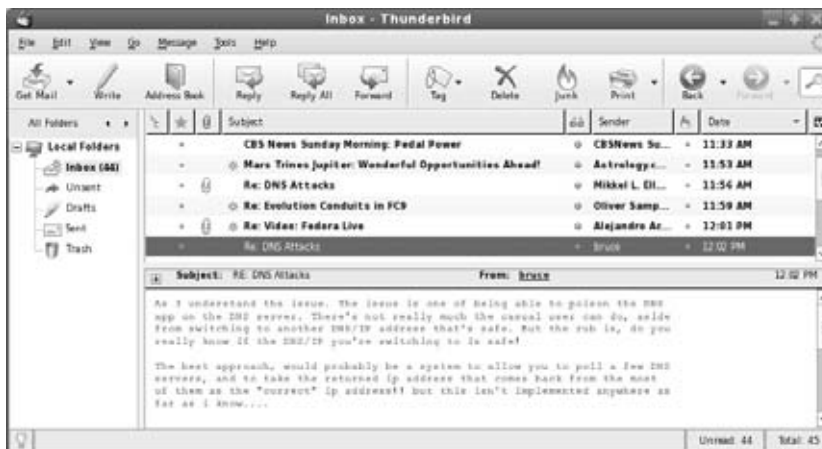 Inbox - Thunderbird
File Edit View Go Message Tools Help
Get Mail Write Address Book Reply Reply All Forward Tag Delete Junk Print Back Forward
All Folders Subject Sender Date
Local Folders
Inbox (44)
Unsent
Drafts
Sent
Trash
CBS News Sunday Morning: Pedal Power CBSNews Su... 11:33 AM
Mars Trines Jupiter: Wonderful Opportunities Ahead! Astrology.c... 11:53 AM
Re: DNS Attacks Mikkel L. Ell... 11:56 AM
Re: Evolution Conduits in FC9 Oliver Samp... 11:59 AM
Re: Video: Fedora Live Alejandro Ac... 12:01 PM
Re: DNS Attacks bruce 12:02 PM
Subject: RE: DNS Attacks From: bruce 12:02 PM
As I understand the issue. The issue is one of being able to poison the DNS
app on the DNS server. There's not really much the casual user can do, aside
from switching to another DNS/IP address that's safe. But the rub is, do you
really know if the DNS/IP you're switching to is safe!
The best approach, would probably be a system to allow you to poll a few DNS
servers, and to take the returned ip address that comes back from the most
of them as the "correct" ip address!! but this isn't implemented anywhere as
far as i know....
Unread: 44 Total: 45